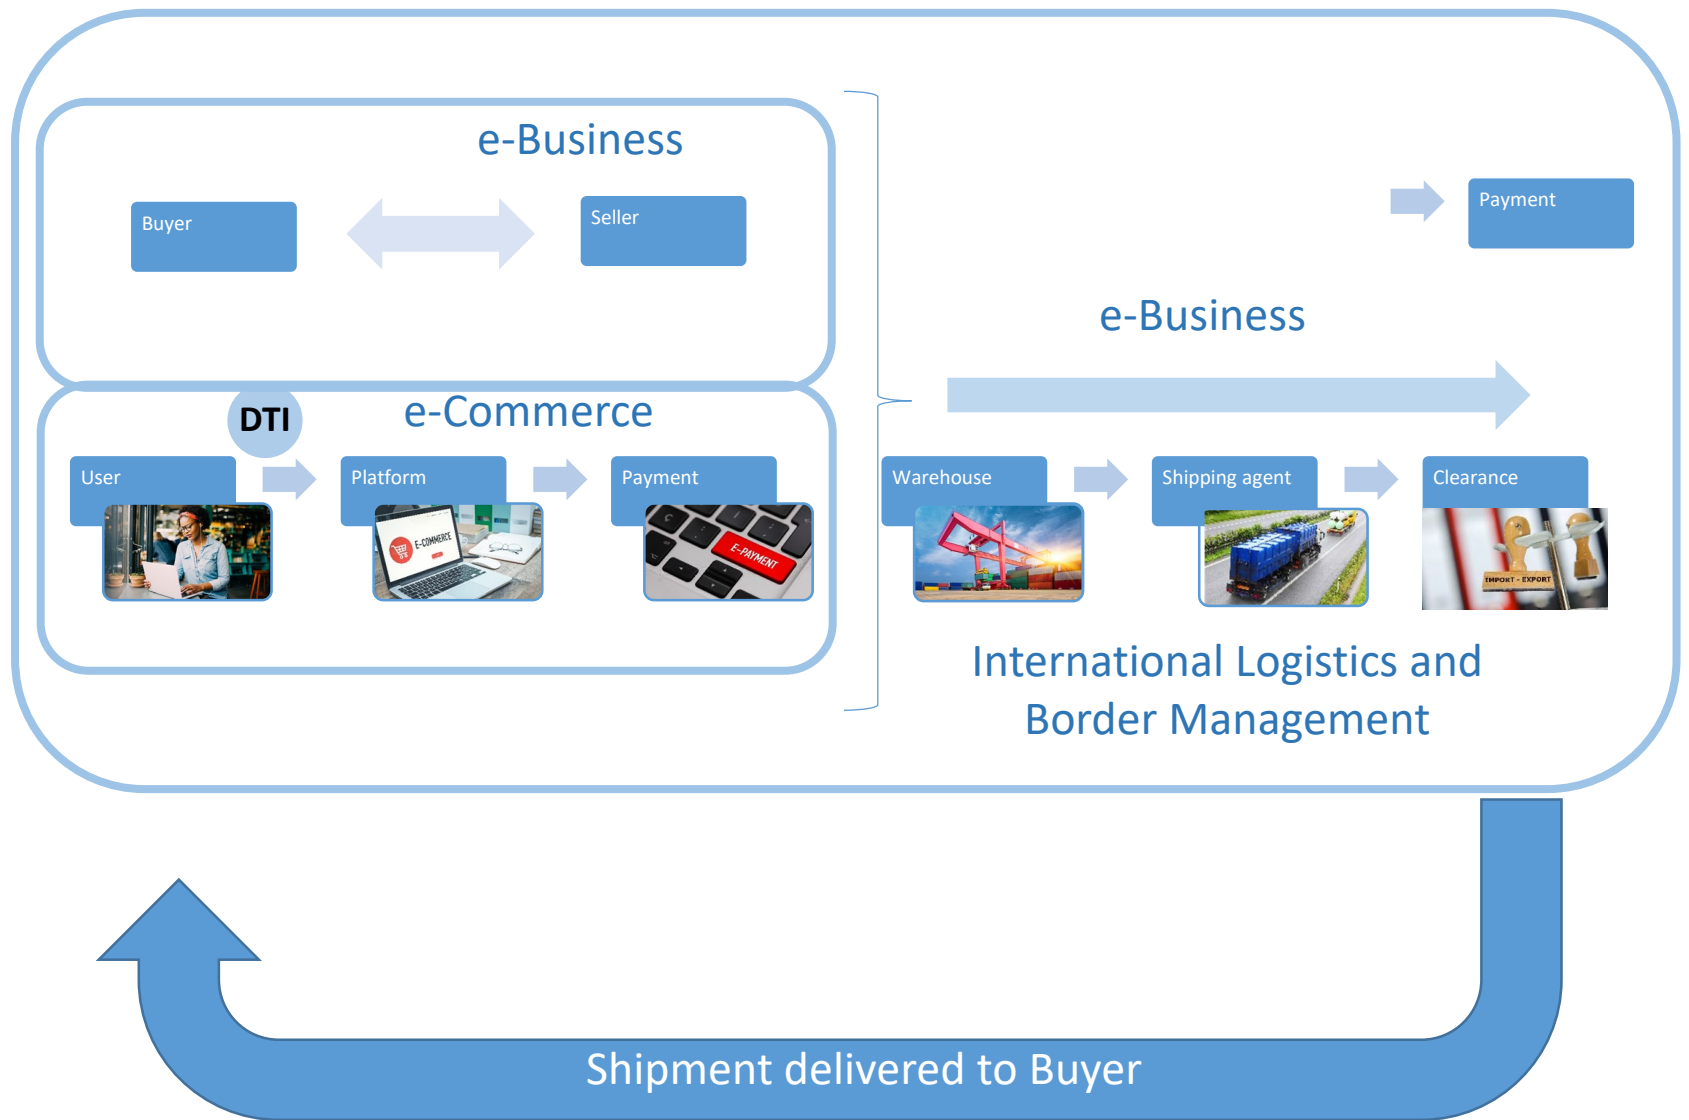 e-Business
Buyer
Seller
Payment
e-Business
DTI
e-Commerce
User
Platform
Payment
Warehouse
Shipping agent
Clearance
E-COMMERCE
E-PAYMENT
IMPORT - EXPORT
International Logistics and
Border Management
Shipment delivered to Buyer